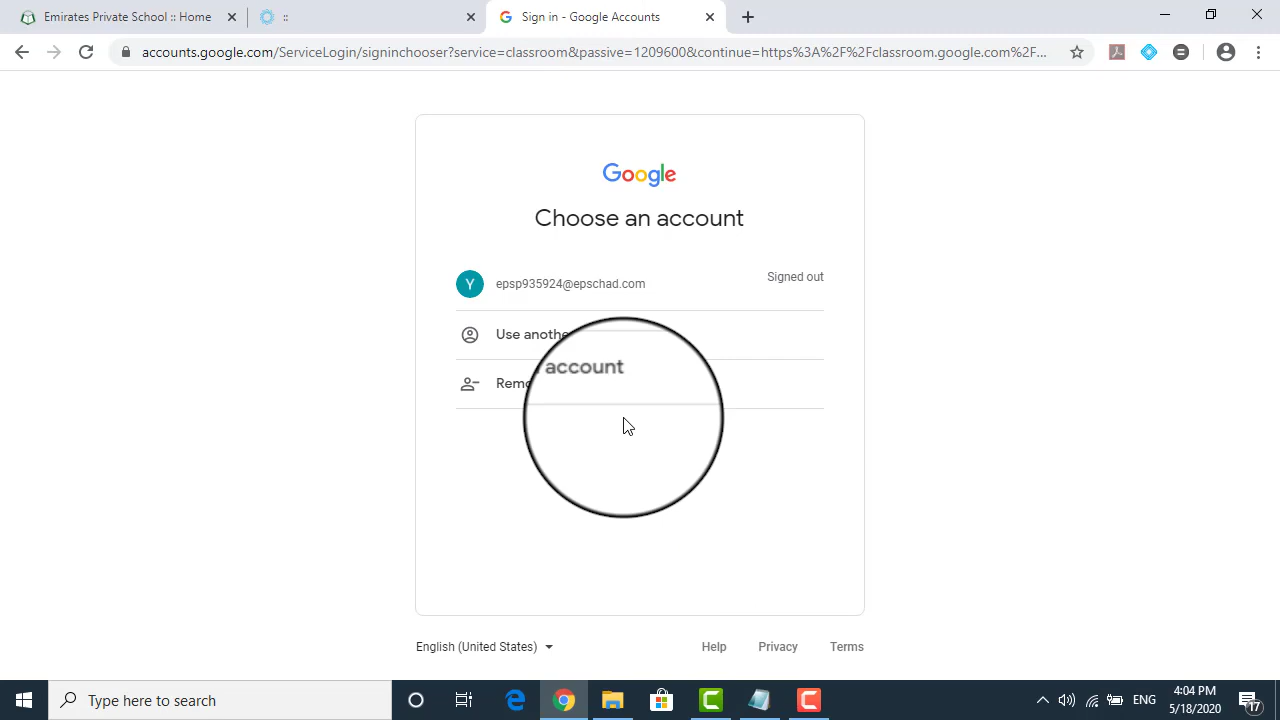 Emirates Private School :: Home
::
Sign in - Google Accounts
accounts.google.com/ServiceLogin/signinchooser?service=classroom&passive=1209600&continue=https%3A%2F%2Fclassroom.google.com%2F...
Google
Choose an account
Y
epsp935924@epschad.com
Signed out
Use anothe
account
Remo
English (United States)
Help
Privacy
Terms
Type here to search
ENG
4:04 PM
5/18/2020
17